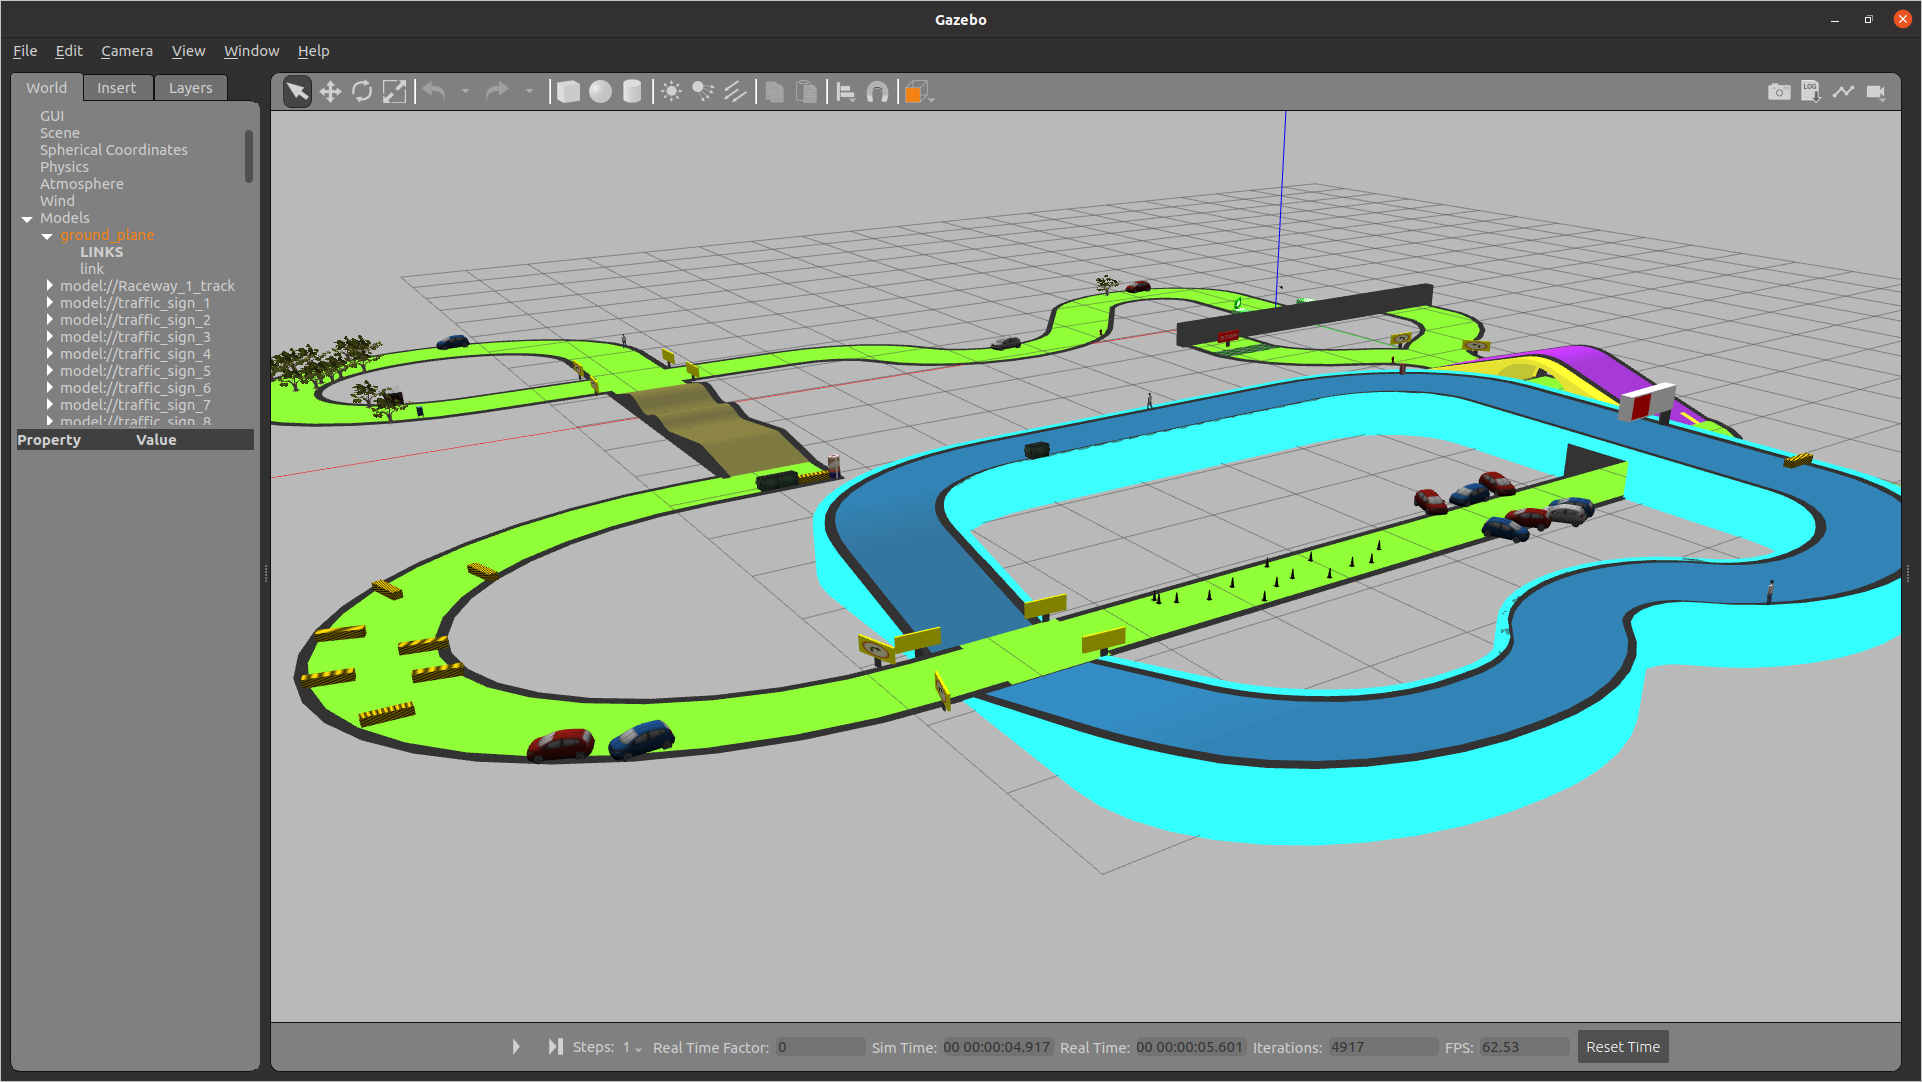 Gazebo
File Edit Camera View Window Help
World Insert Layers
LOG
GUI
Scene
Spherical Coordinates
Physics
Atmosphere
Wind
Models
ground_plane
LINKS
link
model://Raceway_1_track
model://traffic_sign_1
model://traffic_sign_2
model://traffic_sign_3
model://traffic_sign_4
model://traffic_sign_5
model://traffic_sign_6
model://traffic_sign_7
model://traffic_sign_8
Property Value
Steps: 1 Real Time Factor: 0 Sim Time: 00 00:00:04.917 Real Time: 00 00:00:05.601 Iterations: 4917 FPS: 62.53 Reset Time